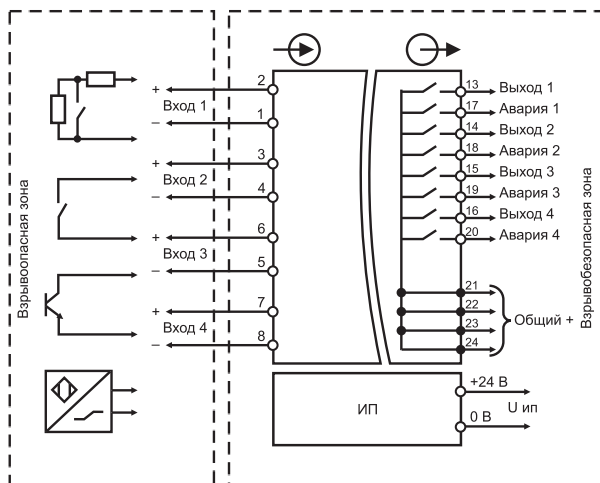 Взрывоопасная зона
+
Вход 1
–
+
Вход 2
–
+
Вход 3
–
+
Вход 4
–
2
1
3
4
6
5
7
8
13
Выход 1
17
Авария 1
14
Выход 2
18
Авария 2
15
Выход 3
19
Авария 3
16
Выход 4
20
Авария 4
21
22
23
24
Общий +
Взрывобезопасная зона
ИП
+24 В
0 В
U ип